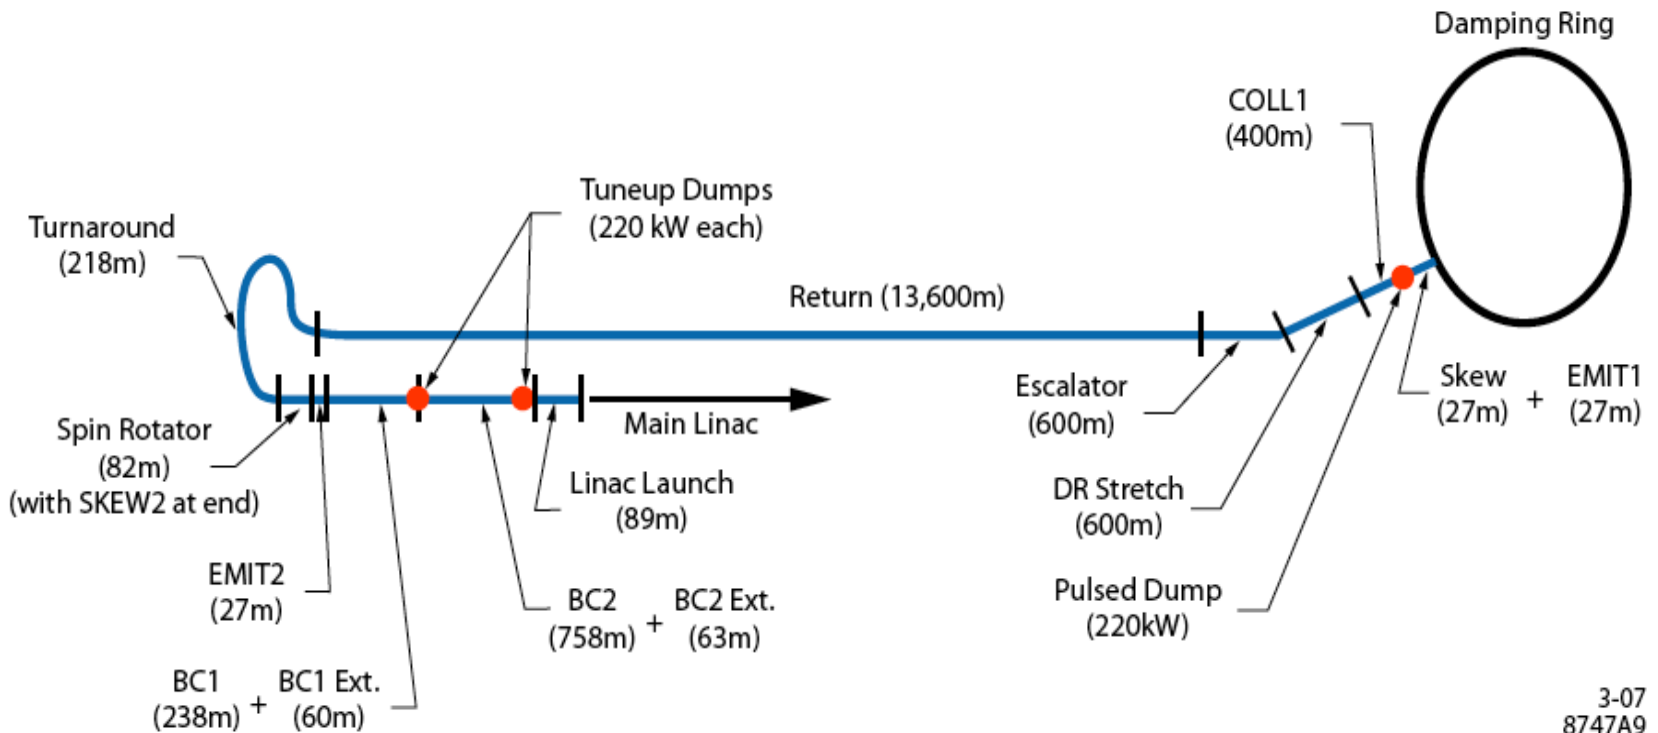 Damping Ring
COLL1
(400m)
Tuneup Dumps
(220 kW each)
Turnaround
(218m)
Return (13,600m)
Escalator
(600m)
Skew + EMIT1
(27m) (27m)
Main Linac
Spin Rotator
(82m)
(with SKEW2 at end)
Linac Launch
(89m)
DR Stretch
(600m)
EMIT2
(27m)
BC2 + BC2 Ext.
(758m) (63m)
Pulsed Dump
(220kW)
BC1 + BC1 Ext.
(238m) (60m)
3-07
8747A9